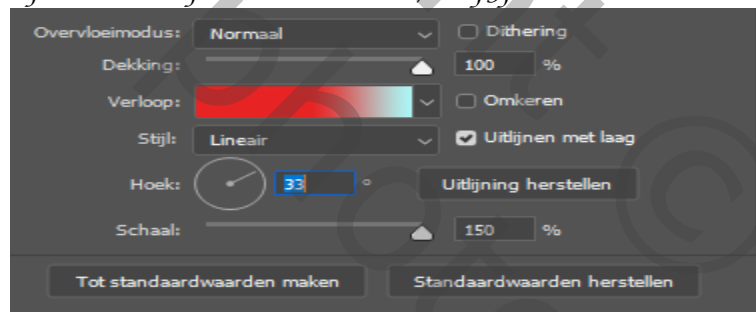 Overvloeimodus: Normaal Dithering
Dekking: 100 %
Verloop: Omkeren
Stijl: Lineair Uitlijnen met laag
Hoek: 33 ° Uitlijning herstellen
Schaal: 150 %
Tot standaardwaarden maken Standaardwaarden herstellen